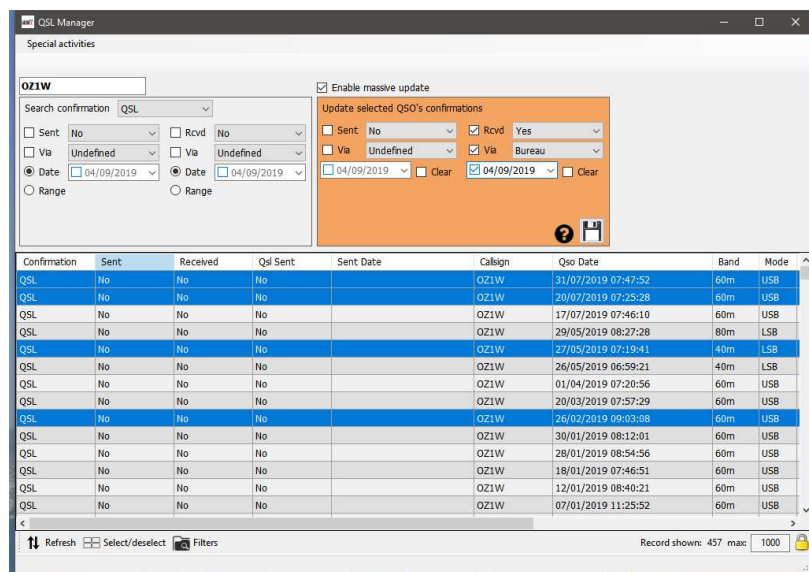 QSL Manager
Special activities
OZ1W
Enable massive update
Search confirmation QSL
Update selected QSO's confirmations
Sent No Rcvd No
Sent No Rcvd Yes
Via Undefined Via Undefined
Via Undefined Via Bureau
Date 04/09/2019 Date 04/09/2019
04/09/2019 Clear 04/09/2019 Clear
Range Range
Confirmation Sent Received Qsl Sent Sent Date Callsign Qso Date Band Mode
QSL No No No OZ1W 31/07/2019 07:47:52 60m USB
QSL No No No OZ1W 20/07/2019 07:25:28 60m USB
QSL No No No OZ1W 17/07/2019 07:46:10 60m USB
QSL No No No OZ1W 29/05/2019 08:27:28 80m LSB
QSL No No No OZ1W 27/05/2019 07:19:41 40m LSB
QSL No No No OZ1W 26/05/2019 06:59:21 40m LSB
QSL No No No OZ1W 01/04/2019 07:20:56 60m USB
QSL No No No OZ1W 20/03/2019 07:57:29 60m USB
QSL No No No OZ1W 26/02/2019 09:03:08 60m USB
QSL No No No OZ1W 30/01/2019 08:12:01 60m USB
QSL No No No OZ1W 28/01/2019 08:54:56 60m USB
QSL No No No OZ1W 18/01/2019 07:46:51 60m USB
QSL No No No OZ1W 12/01/2019 08:40:21 60m USB
QSL No No No OZ1W 07/01/2019 11:25:52 60m USB
Refresh Select/deselect Filters Record shown: 457 max: 1000